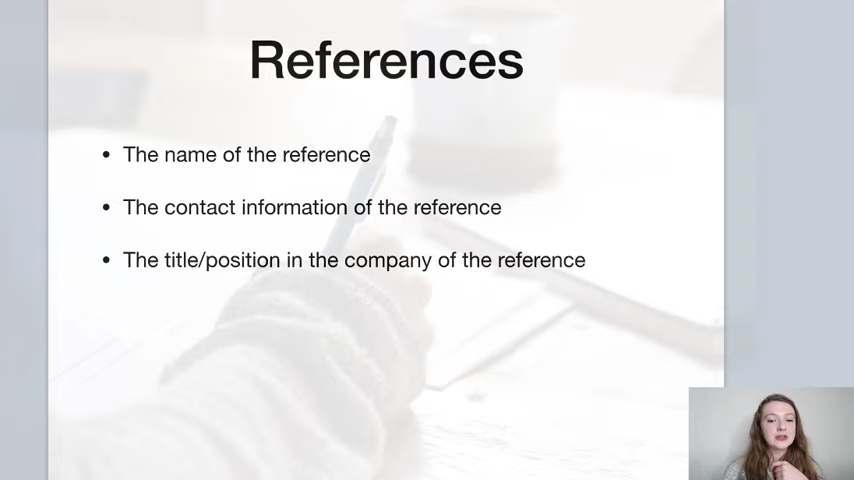 References
• The name of the reference
• The contact information of the reference
• The title/position in the company of the reference